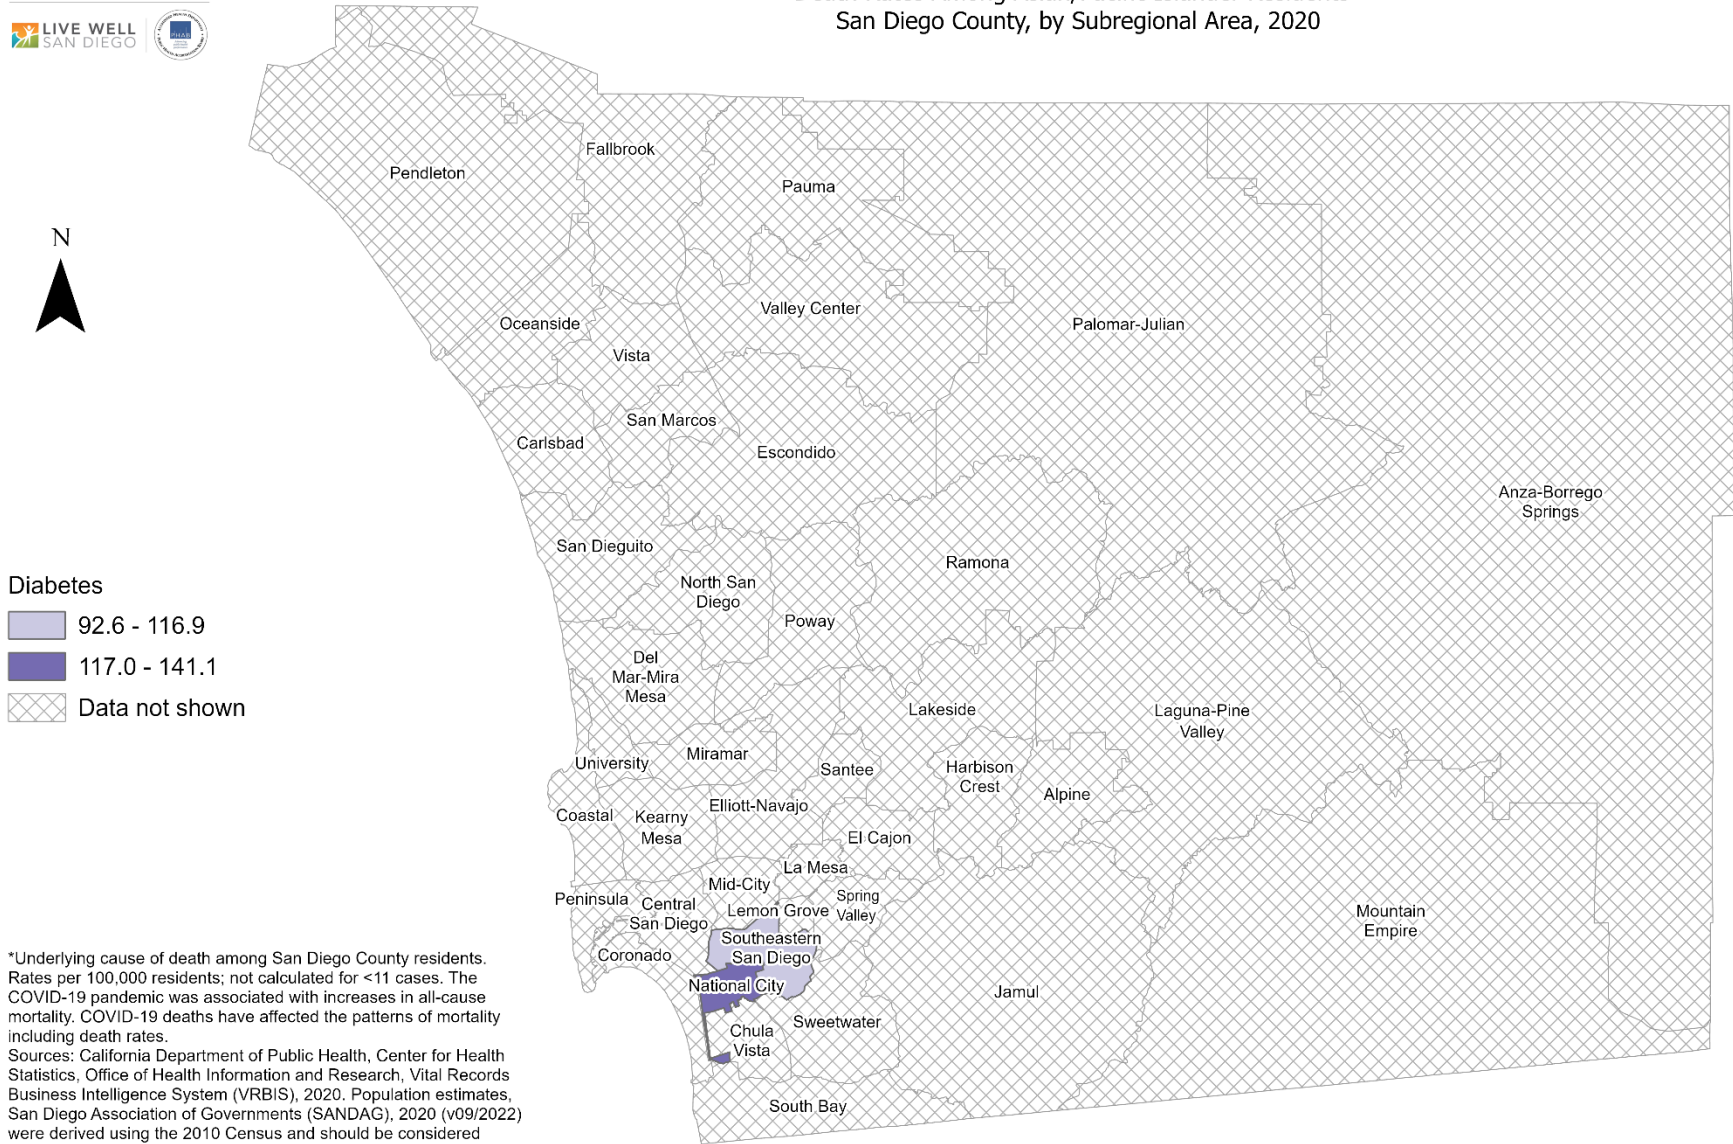 LIVE WELL
SAN DIEGO
PHAB
Death Rates Among Asian/Pacific Islander Residents
San Diego County, by Subregional Area, 2020
Pendleton
Fallbrook
Pauma
N
Oceanside
Vista
Valley Center
Palomar-Julian
San Marcos
Carlsbad
Escondido
Anza-Borrego
Springs
San Dieguito
North San
Diego
Ramona
Poway
Diabetes
92.6 - 116.9
117.0 - 141.1
Data not shown
Del
Mar-Mira
Mesa
Lakeside
Laguna-Pine
Valley
University
Miramar
Santee
Harbison
Crest
Alpine
Coastal
Kearny
Mesa
Elliott-Navajo
El Cajon
La Mesa
Mid-City
Peninsula
Central
San Diego
Lemon Grove
Spring
Valley
Mountain
Empire
Southeastern
San Diego
Coronado
National City
Jamul
Sweetwater
Chula
Vista
South Bay
*Underlying cause of death among San Diego County residents.
Rates per 100,000 residents; not calculated for <11 cases. The
COVID-19 pandemic was associated with increases in all-cause
mortality. COVID-19 deaths have affected the patterns of mortality
including death rates.
Sources: California Department of Public Health, Center for Health
Statistics, Office of Health Information and Research, Vital Records
Business Intelligence System (VRBIS), 2020. Population estimates,
San Diego Association of Governments (SANDAG), 2020 (v09/2022)
were derived using the 2010 Census and should be considered